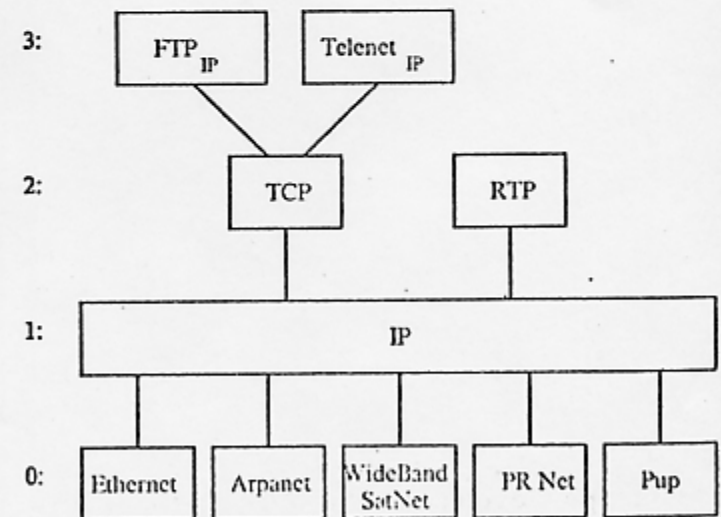 3:
FTP IP
Telenet IP
2:
TCP
RTP
1:
IP
0:
Ethernet
Arpanet
WideBand
SatNet
PR Net
Pup